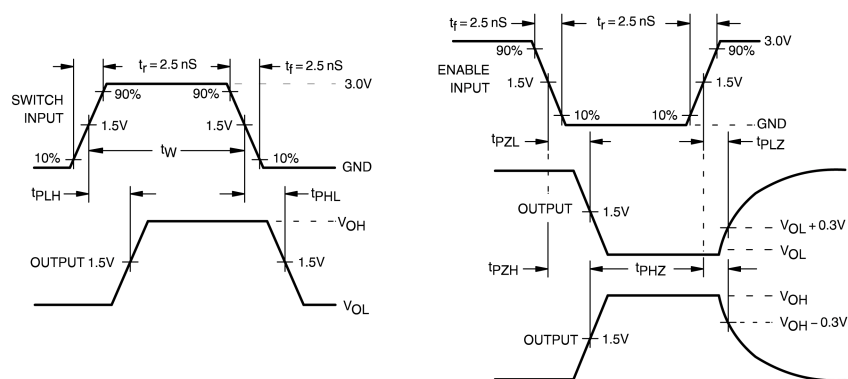 tr = 2.5 nS
tf = 2.5 nS
3.0V
SWITCH
INPUT
90%
90%
1.5V
1.5V
10%
tW
10%
GND
tPLH
tPHL
VOH
OUTPUT 1.5V
1.5V
VOL
tf = 2.5 nS
tr = 2.5 nS
3.0V
90%
90%
ENABLE
INPUT
1.5V
1.5V
10%
10%
GND
tPZL
tPLZ
OUTPUT
1.5V
VOL + 0.3V
VOL
tPZH
tPHZ
VOH
VOH – 0.3V
OUTPUT
1.5V